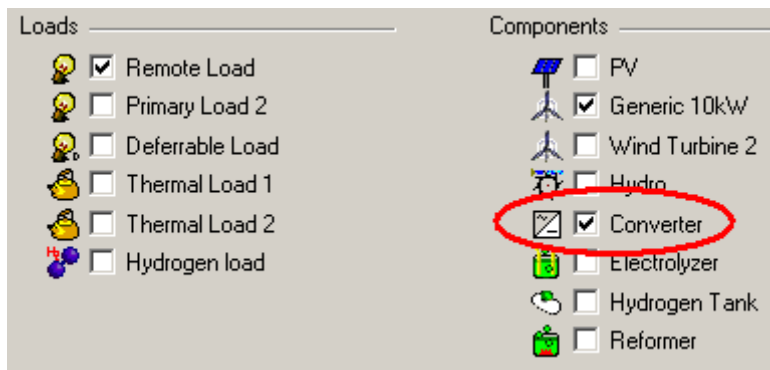 Loads
Remote Load
Primary Load 2
Deferrable Load
Thermal Load 1
Thermal Load 2
Hydrogen load
Components
PV
Generic 10kW
Wind Turbine 2
Hydro
Converter
Electrolyzer
Hydrogen Tank
Reformer